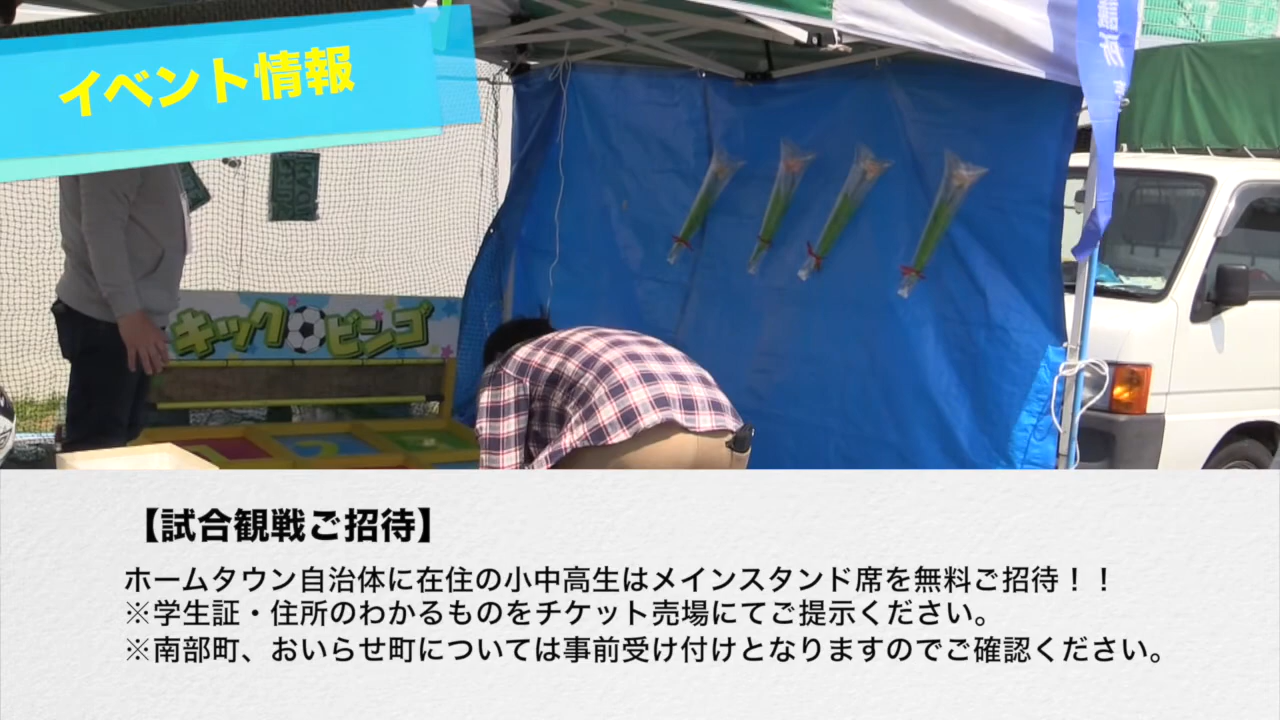 イベント情報
キックビンゴ
【試合観戦ご招待】
ホームタウン自治体に在住の小中高生はメインスタンド席を無料ご招待！！
※学生証・住所のわかるものをチケット売場にてご提示ください。
※南部町、おいらせ町については事前受け付けとなりますのでご確認ください。